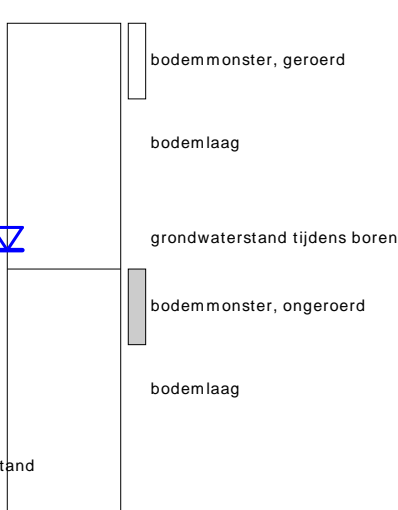 bodemmonster, geroerd
bodemlaag
grondwaterstand tijdens boren
bodemmonster, ongeroerd
bodemlaag
tand